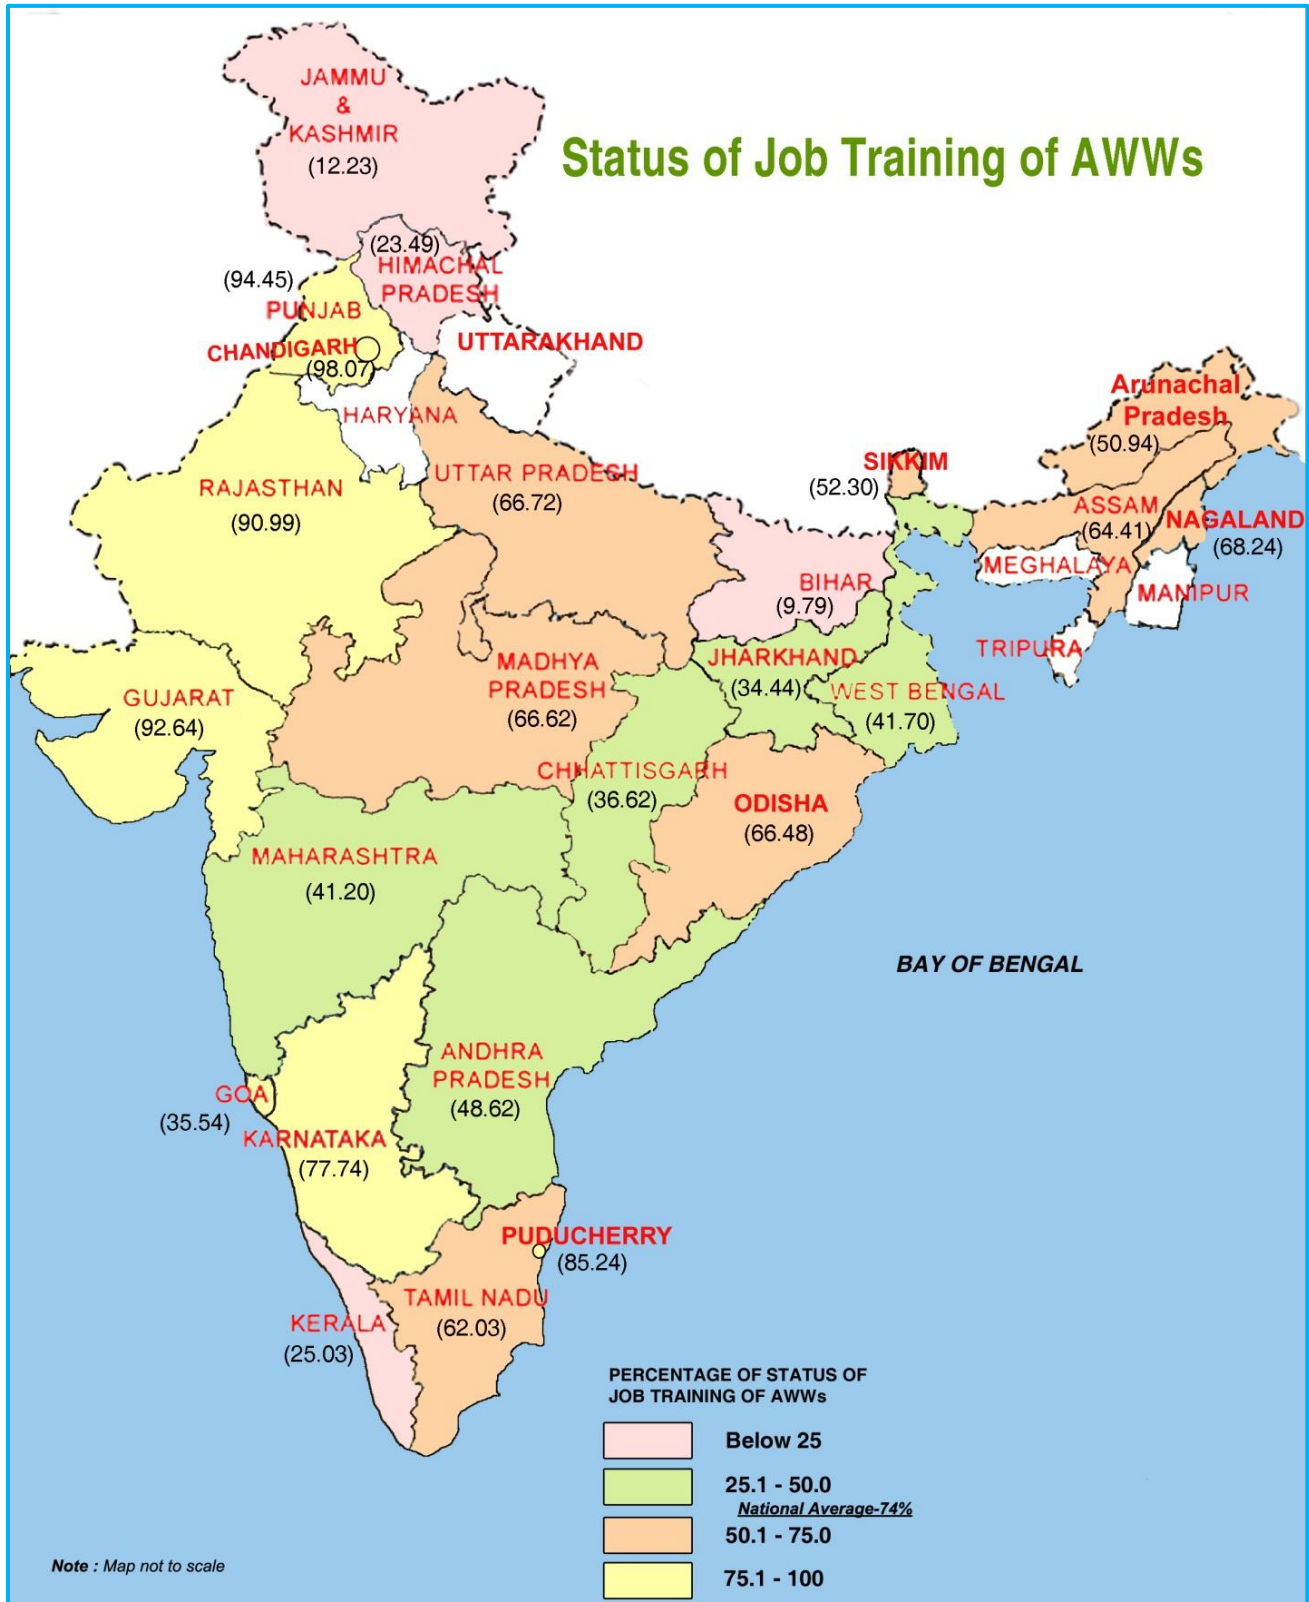 JAMMU
&
KASHMIR
(12.23)
Status of Job Training of AWWs
(23.49)
HIMACHAL
PRADESH
(94.45)
PUNJAB
CHANDIGARH
(98.07)
UTTARAKHAND
HARYANA
Arunachal
Pradesh
(50.94)
RAJASTHAN
(90.99)
UTTAR PRADESH
(66.72)
SIKKIM
(52.30)
ASSAM
(64.41)
NAGALAND
(68.24)
MEGHALAYA
MANIPUR
TRIPURA
BIHAR
(9.79)
JHARKHAND
(34.44)
WEST BENGAL
(41.70)
MADHYA
PRADESH
(66.62)
GUJARAT
(92.64)
CHHATTISGARH
(36.62)
ODISHA
(66.48)
MAHARASHTRA
(41.20)
BAY OF BENGAL
ANDHRA
PRADESH
(48.62)
GOA
(35.54)
KARNATAKA
(77.74)
PUDUCHERRY
(85.24)
TAMIL NADU
(62.03)
KERALA
(25.03)
PERCENTAGE OF STATUS OF
JOB TRAINING OF AWWs
Below 25
25.1 - 50.0
National Average-74%
50.1 - 75.0
75.1 - 100
Note : Map not to scale